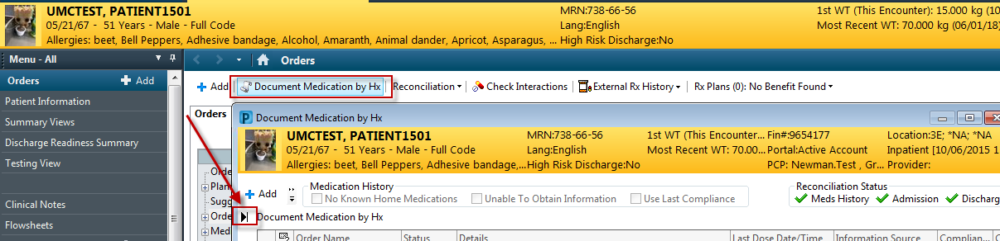 UMCTEST, PATIENT1501
MRN:738-66-56
1st WT (This Encounter): 15.000 kg (10
05/21/67 - 51 Years - Male - Full Code
Lang:English
Most Recent WT: 70.000 kg (06/01/18)
Allergies: beet, Bell Peppers, Adhesive bandage, Alcohol, Amaranth, Animal dander, Apricot, Asparagus, ...
High Risk Discharge:No
Menu - All
Orders
Orders
Add
Patient Information
Summary Views
Discharge Readiness Summary
Testing View
Clinical Notes
Flowsheets
Add
Document Medication by Hx
Reconciliation
Check Interactions
External Rx History
Rx Plans (0): No Benefit Found
Orders
Orde
Plan
Sugg
Orde
Med
Document Medication by Hx
UMCTEST, PATIENT1501
MRN:738-66-56
1st WT (This Encounter...
Fin#:9654177
Location:3E; *NA; *NA
05/21/67 - 51 Years - Male - Full Code
Lang:English
Most Recent WT: 70.00...
Portal:Active Account
Inpatient [10/06/2015 1
Allergies: beet, Bell Peppers, Adhesive bandage,...
High Risk Discharge:No
PCP: Newman.Test , Gr...
Provider:
Add
Medication History
No Known Home Medications
Unable To Obtain Information
Use Last Compliance
Reconciliation Status
Meds History
Admission
Discharg
Document Medication by Hx
Order Name
Status
Details
Last Dose Date/Time
Information Source
Complian...